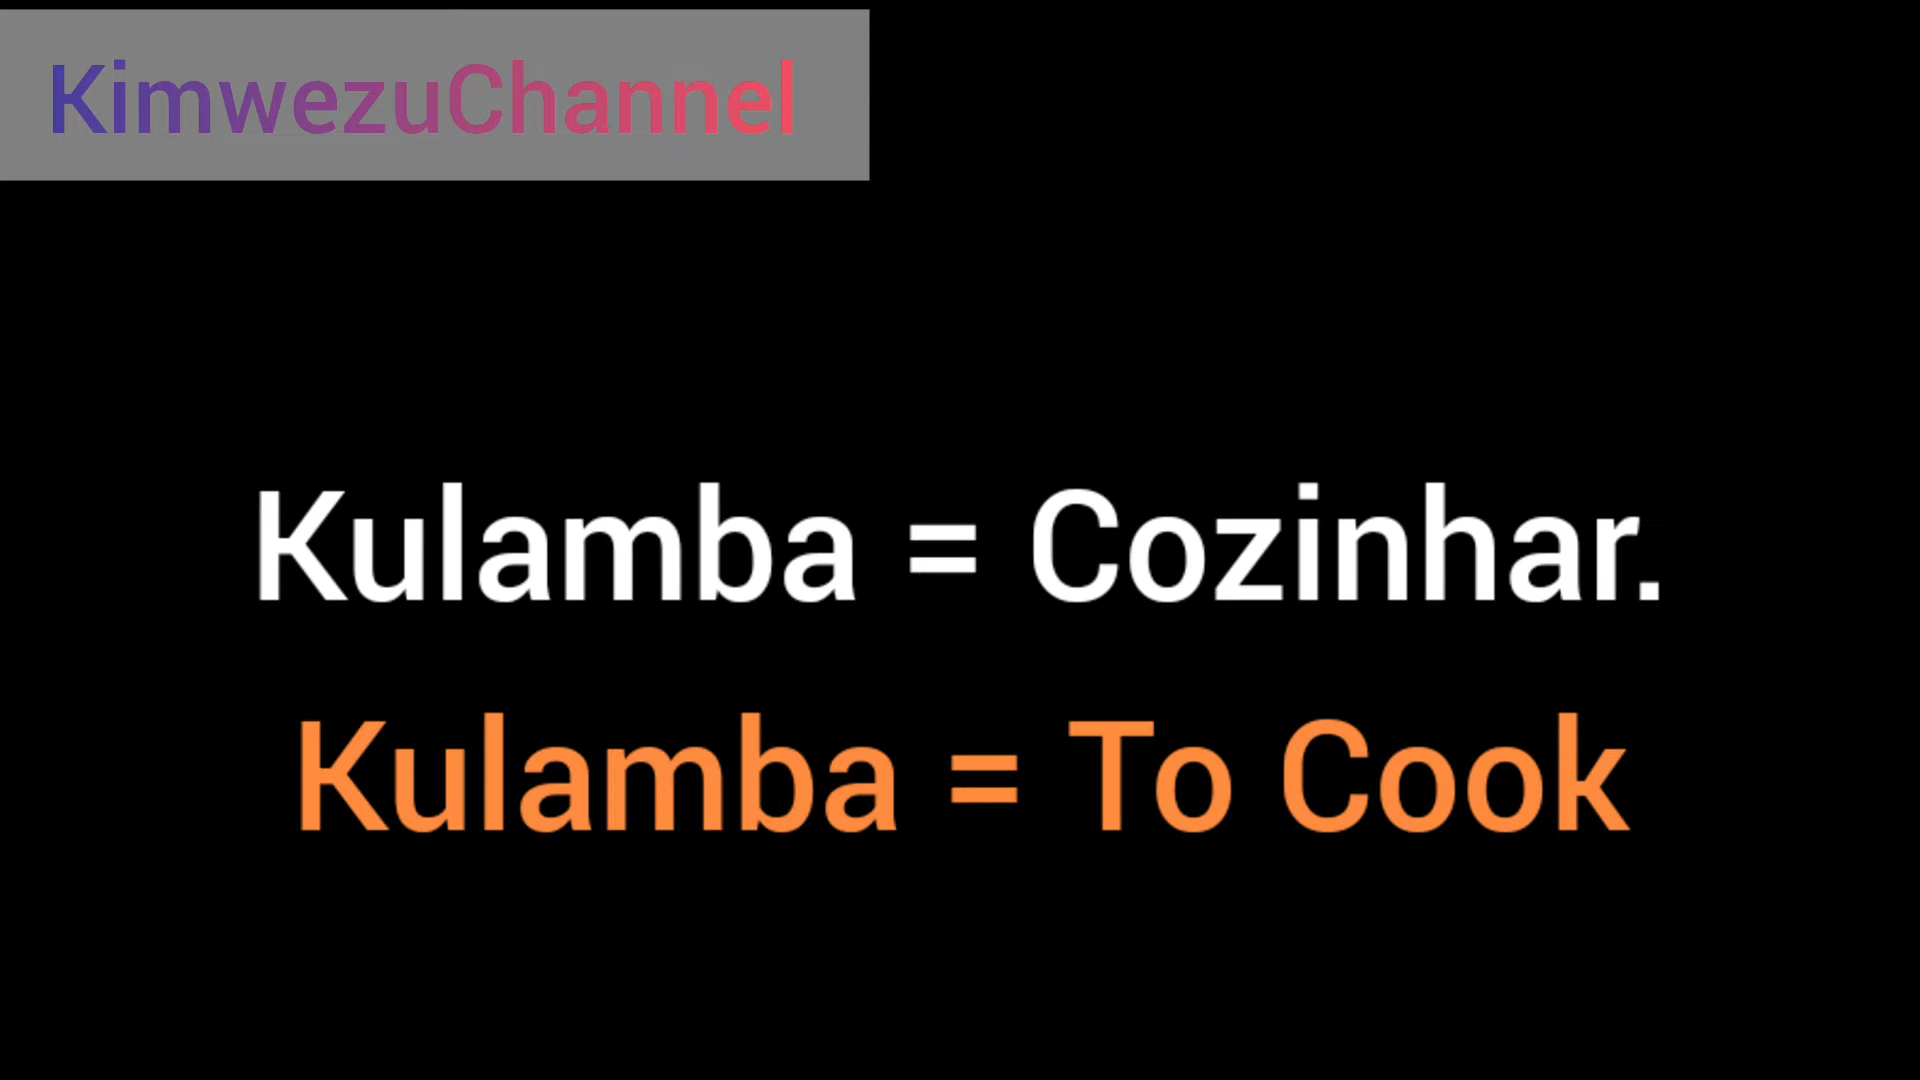 KimwezuChannel
Kulamba = Cozinhar.
Kulamba = To Cook